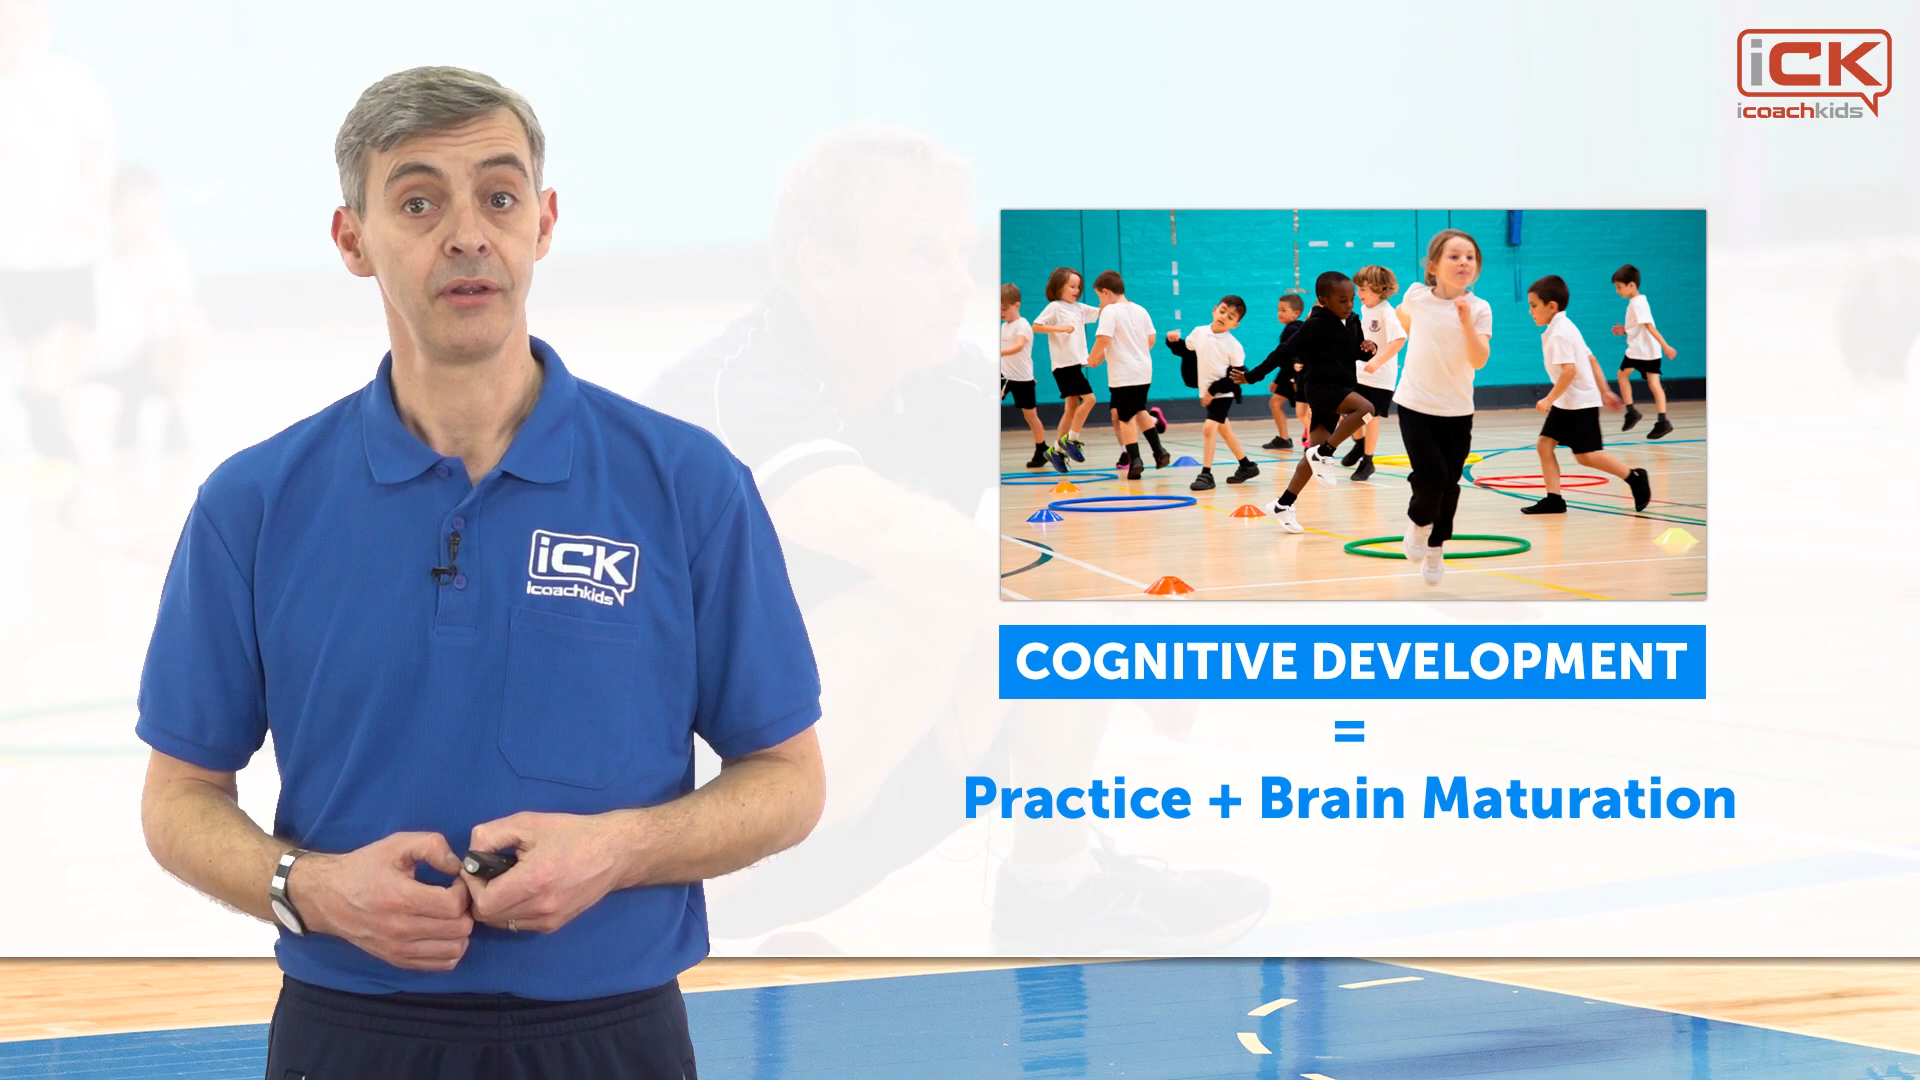 iCK
icoachkids
iCK
icoachkids
COGNITIVE DEVELOPMENT
=
Practice + Brain Maturation